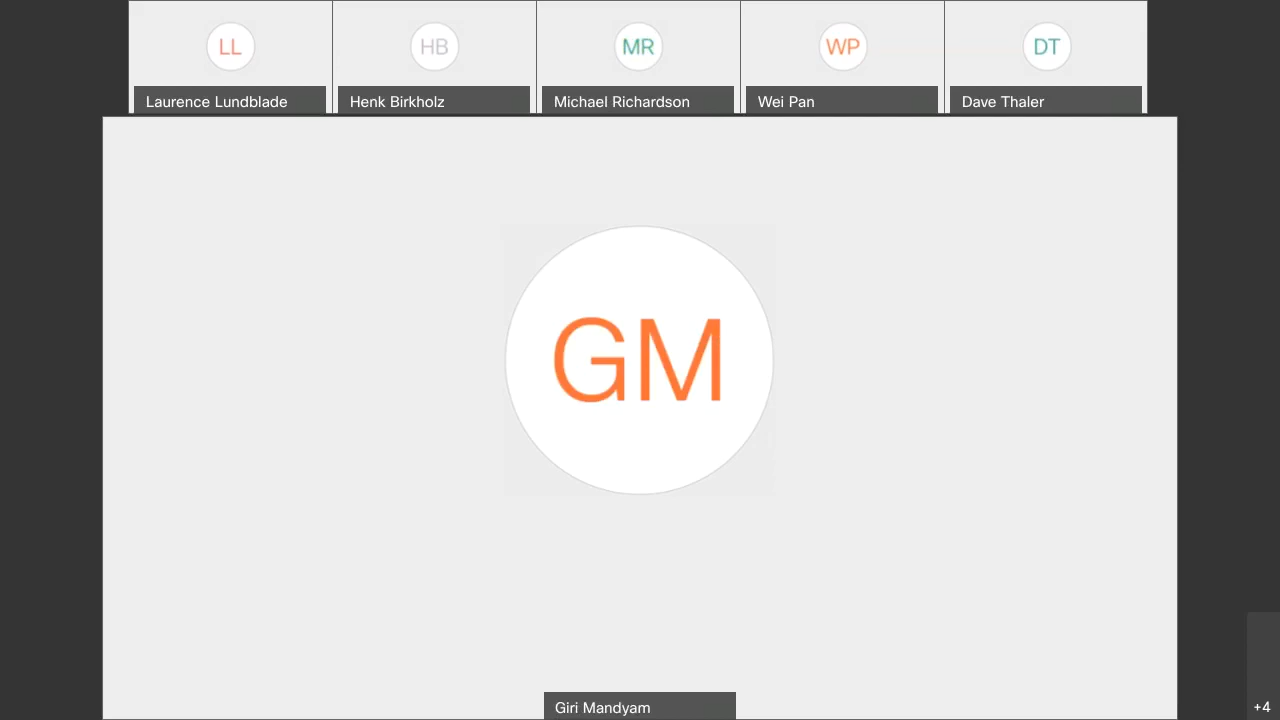 LL
HB
MR
WP
DT
Laurence Lundblade
Henk Birkholz
Michael Richardson
Wei Pan
Dave Thaler
GM
Giri Mandyam
+4